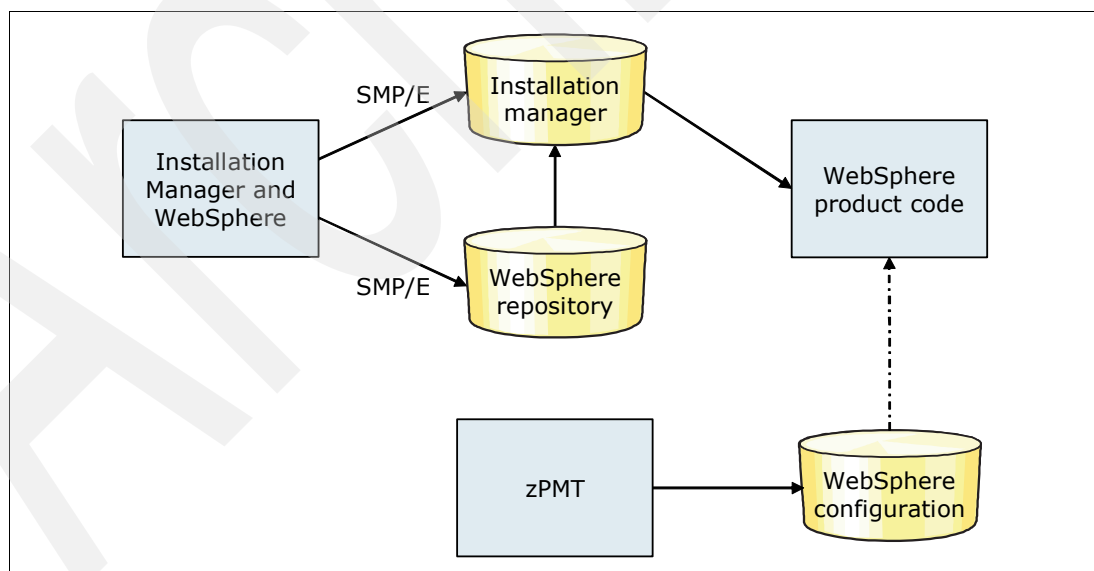 SMP/E
Installation
manager
Installation
Manager and
WebSphere
WebSphere
product code
SMP/E
WebSphere
repository
zPMT
WebSphere
configuration